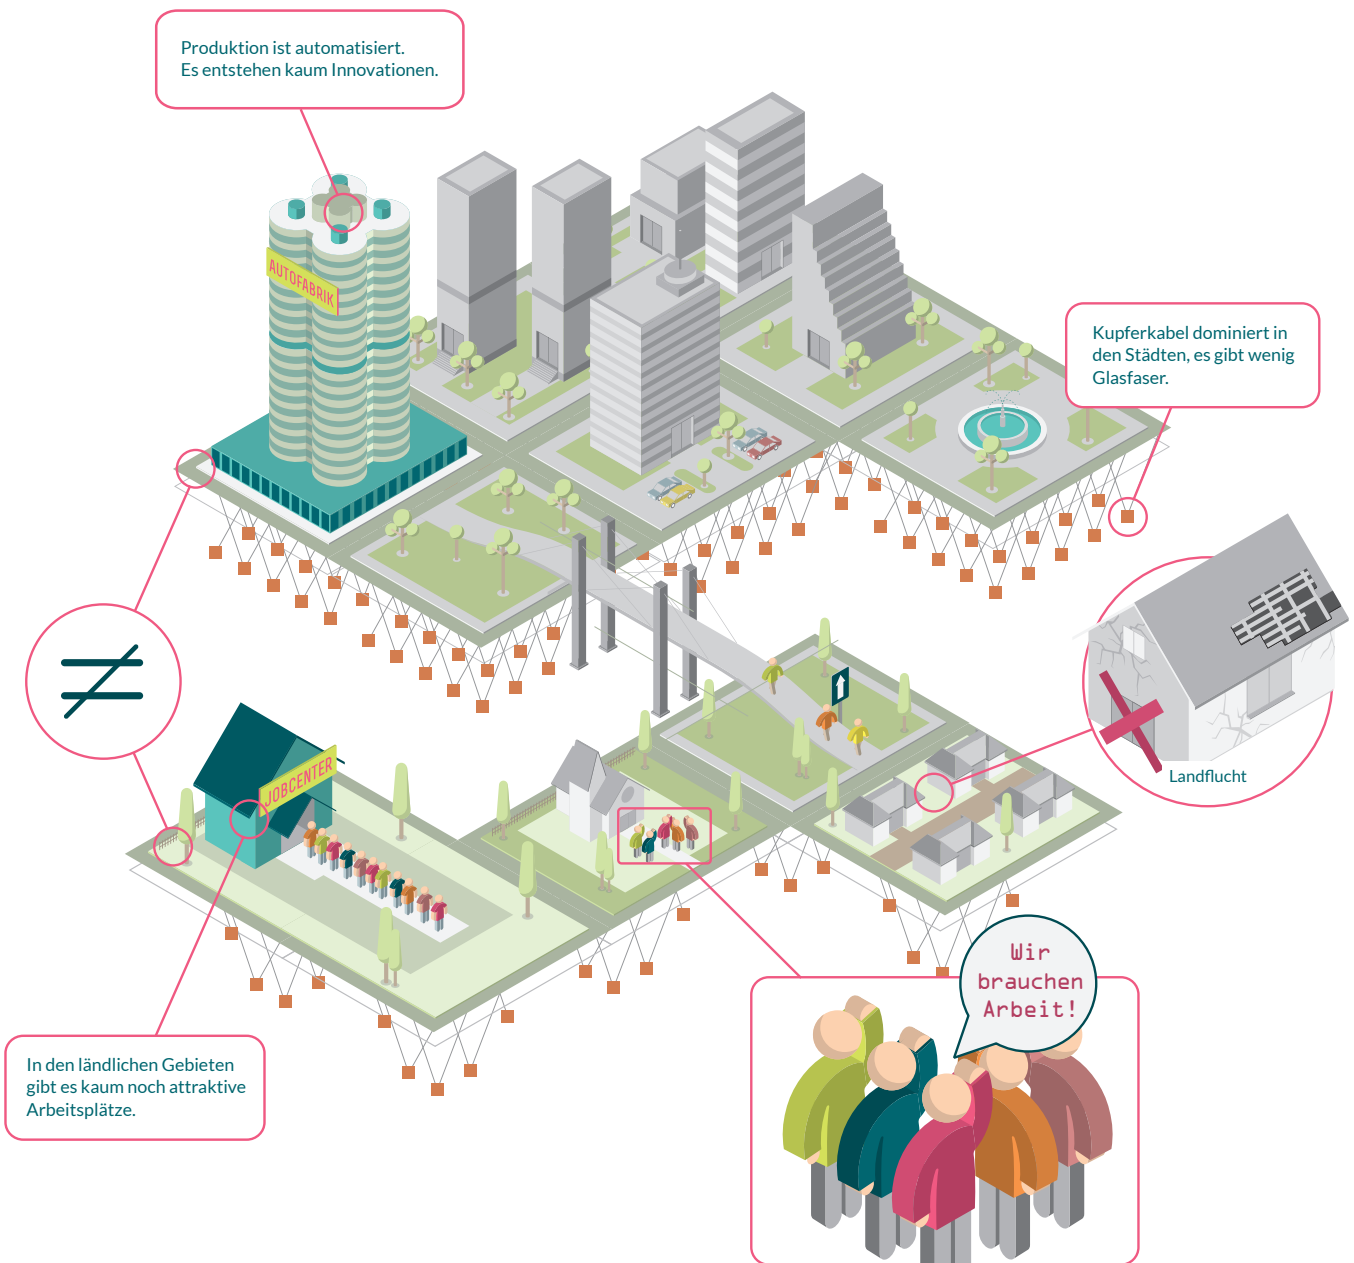 Produktion ist automatisiert.
Es entstehen kaum Innovationen.
AUTOFABRIK
Kupferkabel dominiert in
den Städten, es gibt wenig
Glasfaser.
≠
JOBCENTER
Landflucht
Wir
brauchen
Arbeit!
In den ländlichen Gebieten
gibt es kaum noch attraktive
Arbeitsplätze.